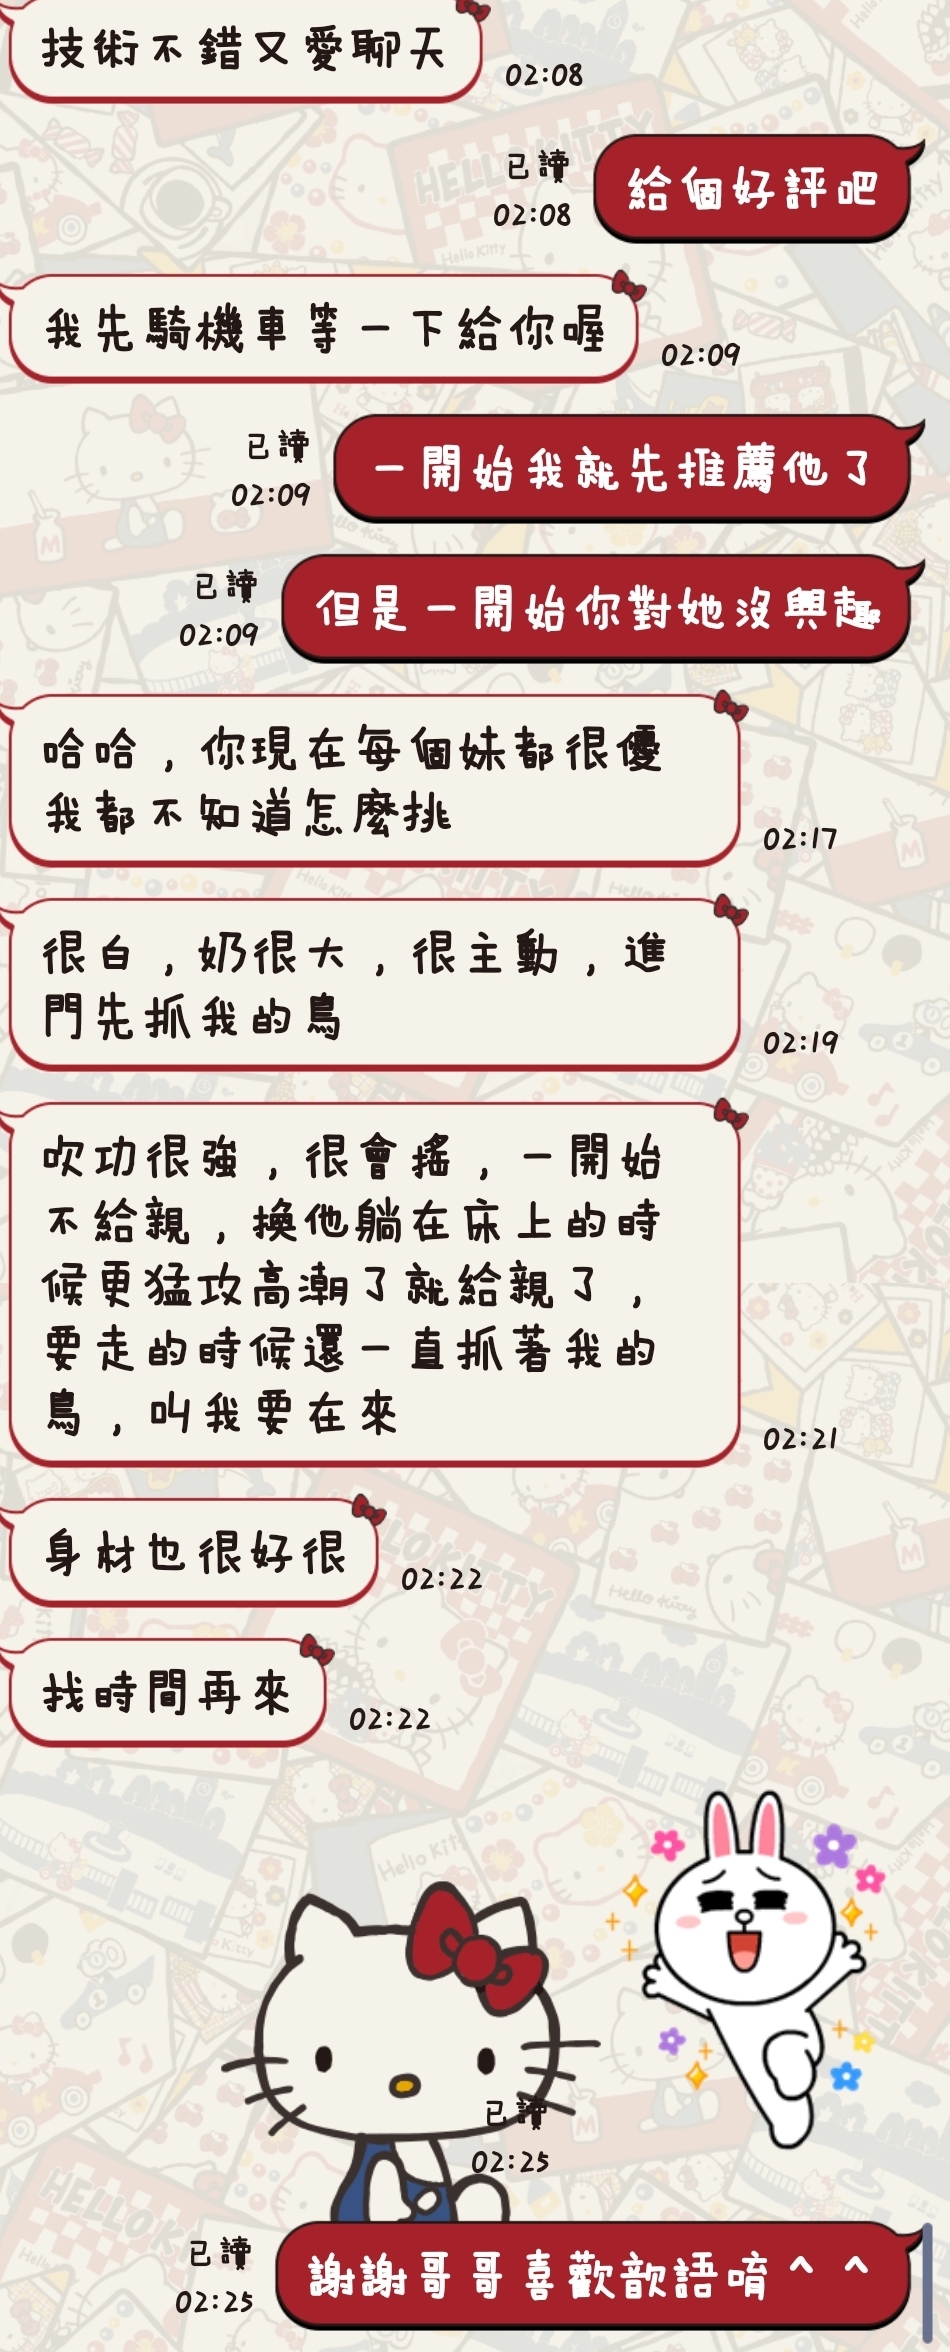 技術不錯又愛聊天
02:08
已讀
02:08
給個好評吧
我先騎機車等一下給你喔
02:09
已讀
02:09
一開始我就先推薦他了
已讀
02:09
但是一開始你對她沒興趣
哈哈，你現在每個妹都很優
我都不知道怎麼挑
02:17
很白，奶很大，很主動，進
門先抓我的鳥
02:19
吹功很強，很會搖，一開始
不給親，換他躺在床上的時
候更猛攻高潮了就給親了，
要走的時候還一直抓著我的
鳥，叫我要在來
02:21
身材也很好很
02:22
找時間再來
02:22
已讀
02:25
已讀
02:25
謝謝哥哥喜歡歆語唷^ ^